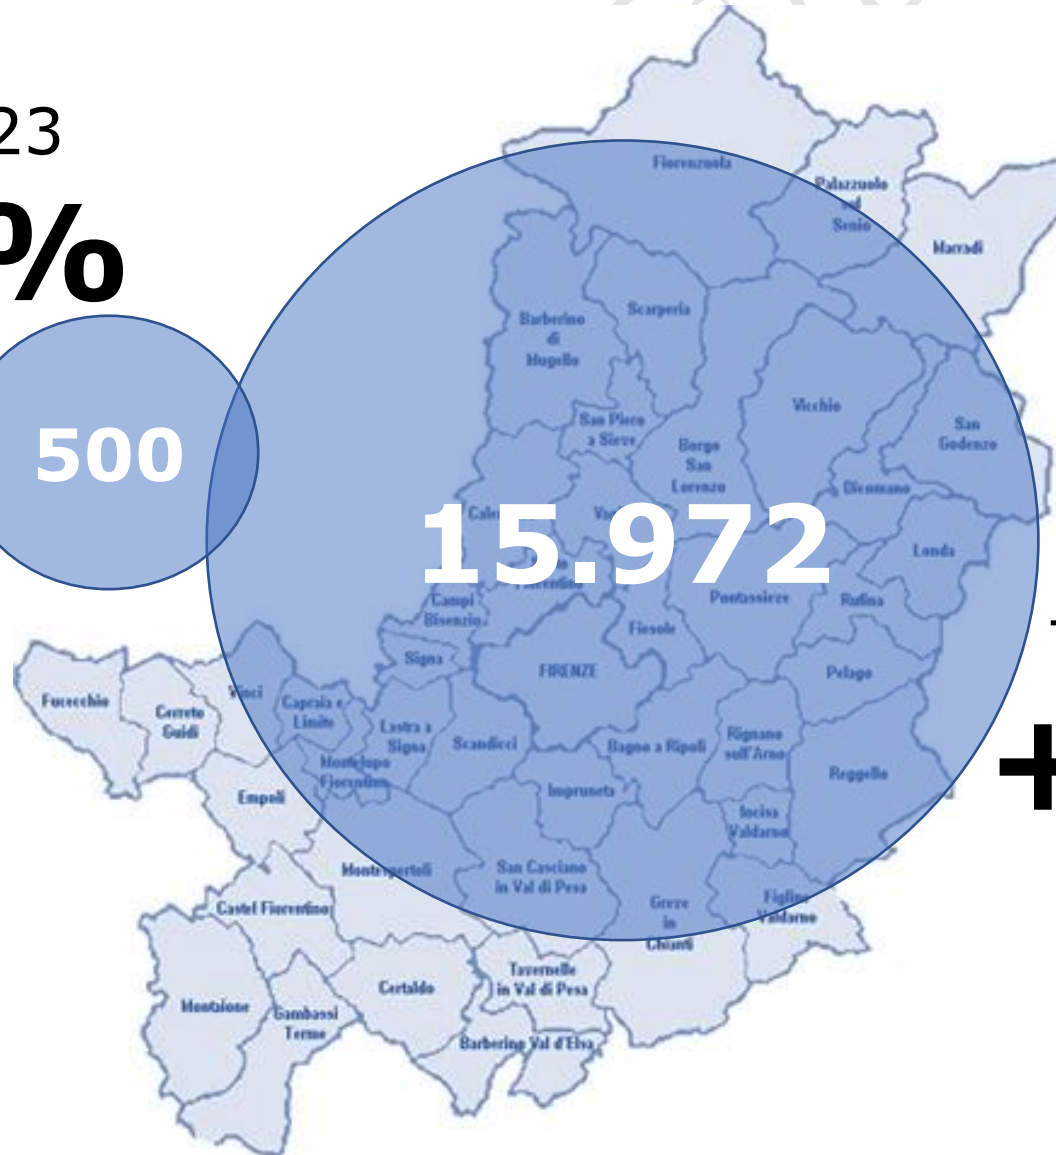 23
%
500
15.972
+
Fiorenzuola
Palazzuolo
sul
Senio
Marradi
Barberino
di
Mugello
Scarperia
San Piero
a Sieve
Borgo
San
Lorenzo
Vicchio
San
Godenzo
Dicomano
Londa
Fiorentino
Campi
Bisenzio
Pontassieve
Rufina
Fiesole
Signa
FIRENZE
Pelago
Fucecchio
Cerreto
Guidi
Vinci
Capraia e
Limite
Lastra a
Signa
Scandicci
Bagno a Ripoli
Rignano
sull'Arno
Reggello
Montelupo
Fiorentino
Empoli
Impruneta
Incisa
Valdarno
Montespertoli
San Casciano
in Val di Pesa
Greve
in
Chianti
Figline
Valdarno
Castel Fiorentino
Certaldo
Tavernelle
in Val di Pesa
Montaione
Gambassi
Terme
Barberino Val d'Elsa